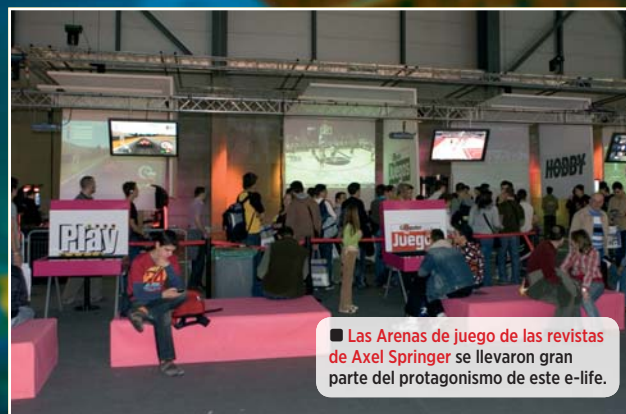 HOBBY
Play
Juego
Las Arenas de juego de las revistas
de Axel Springer se llevaron gran
parte del protagonismo de este e-life.